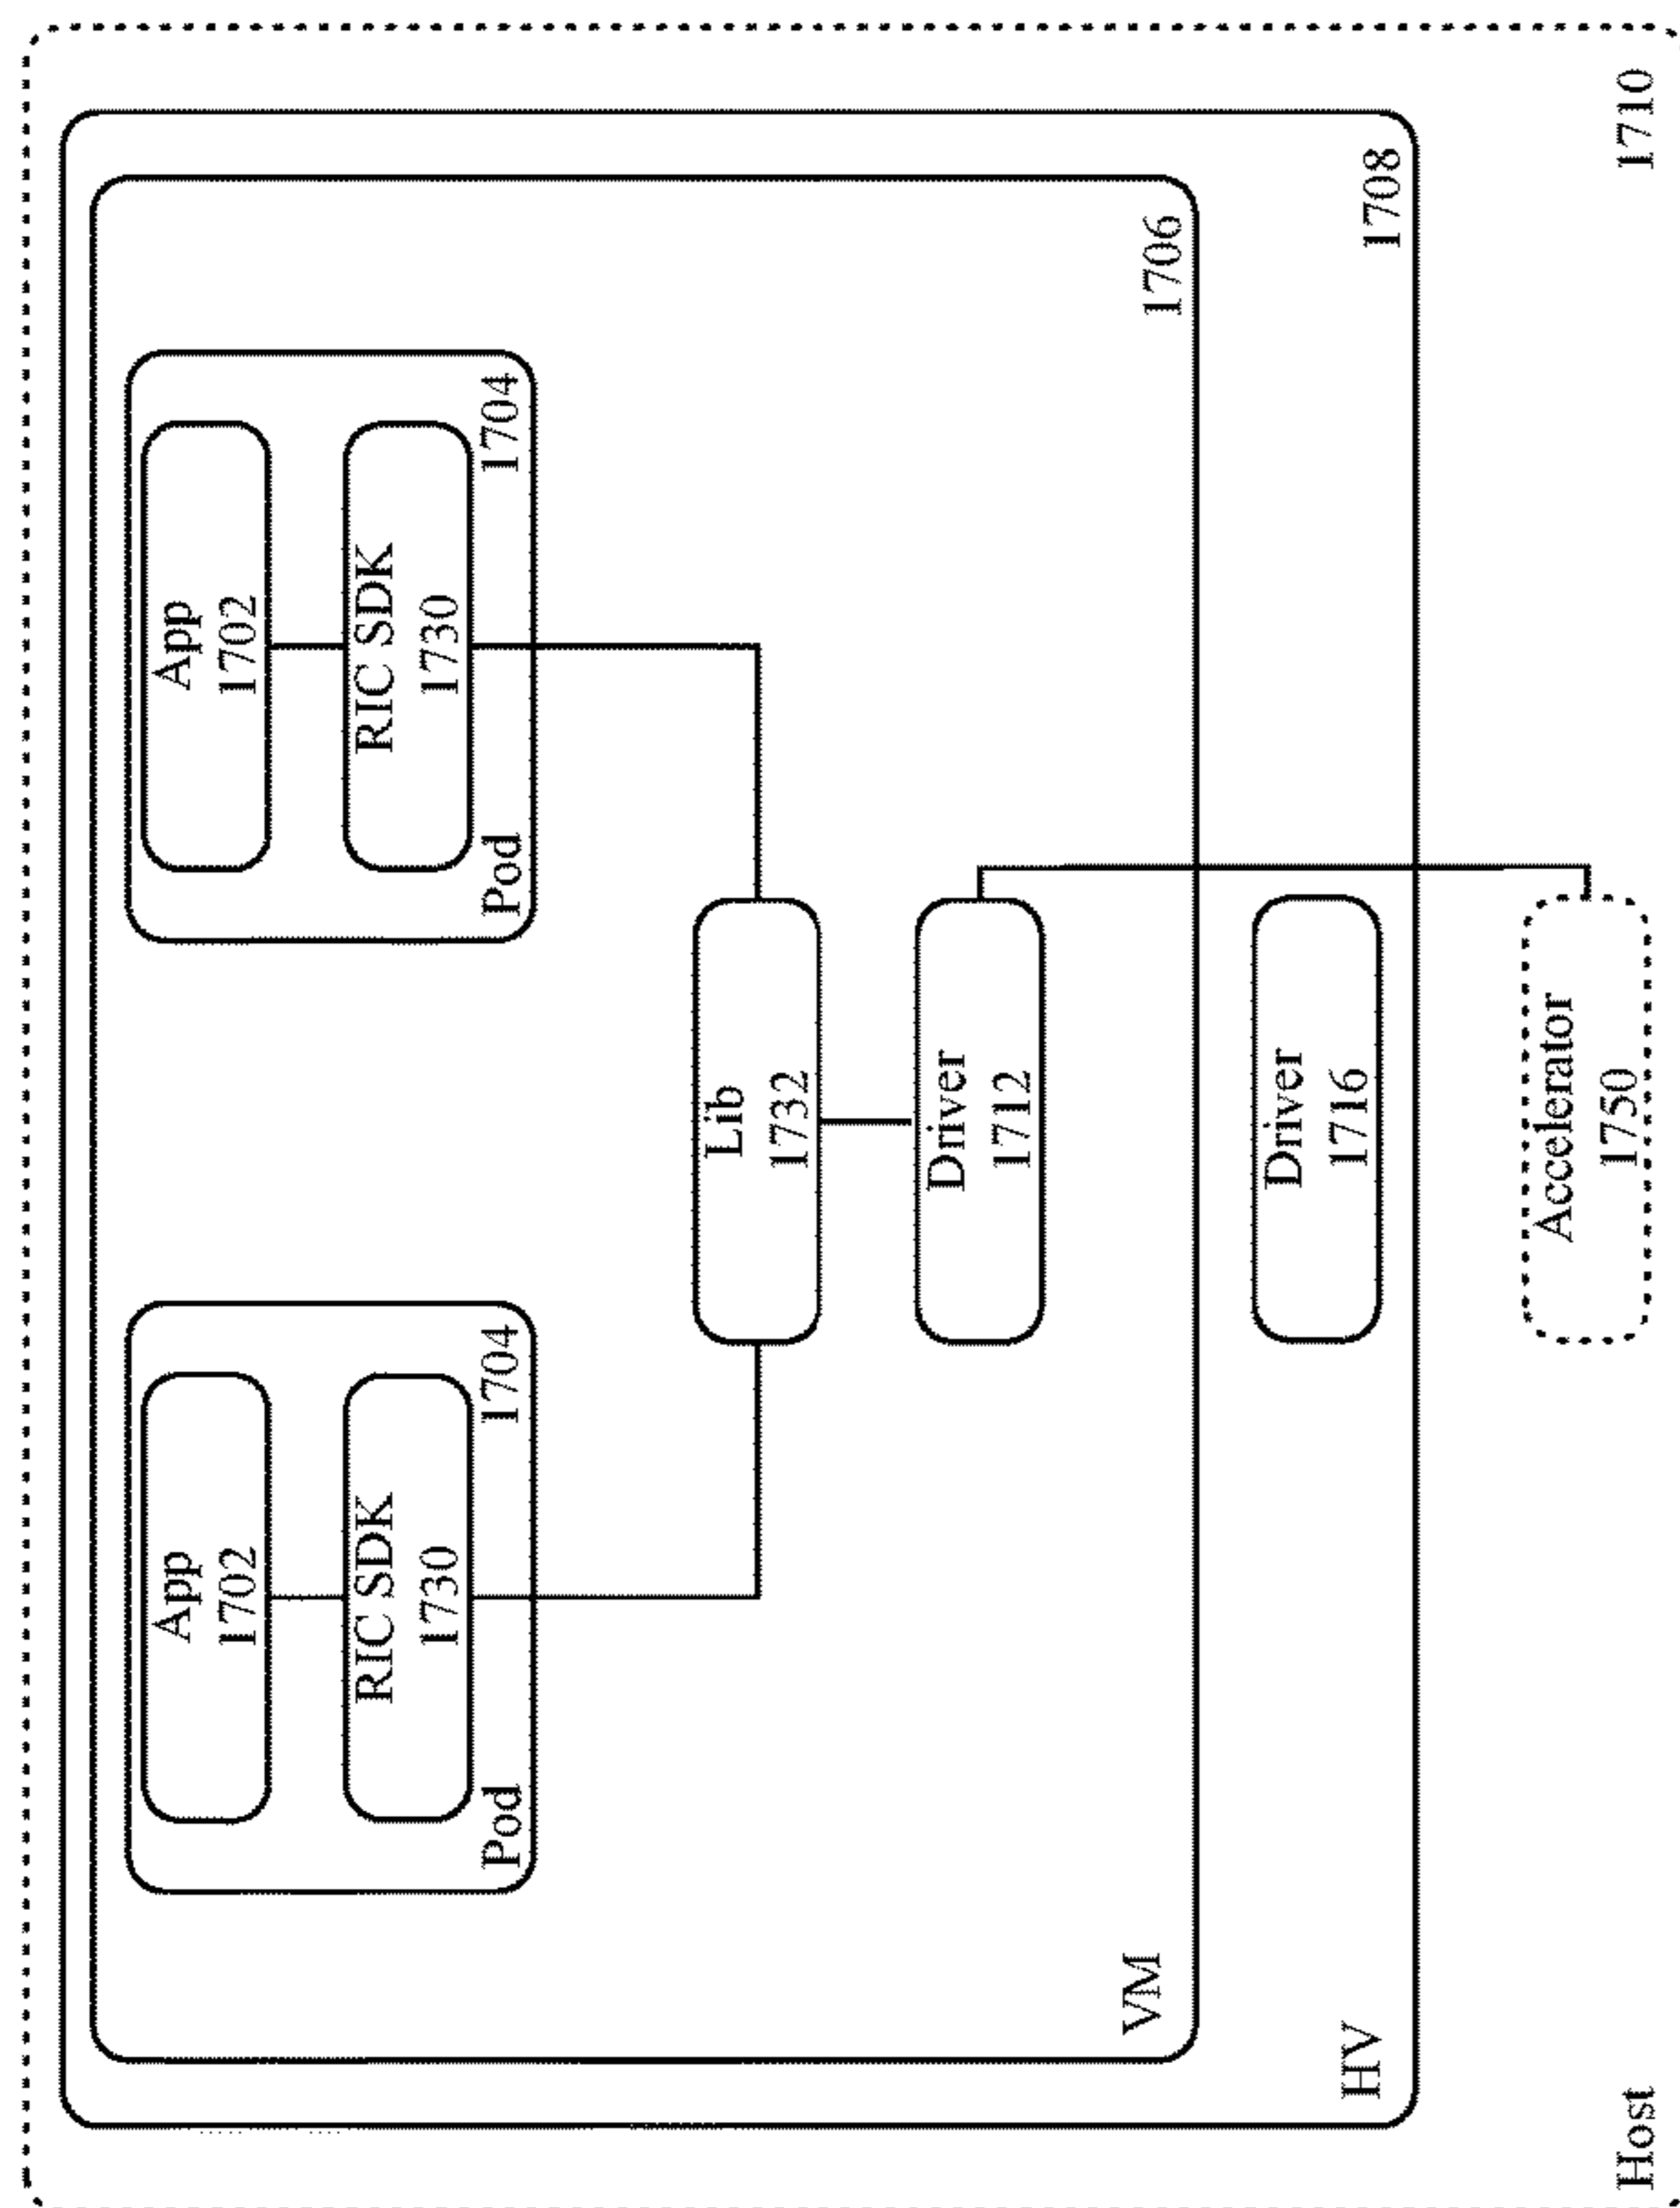 App
1702
RIC SDK
1730
Pod 1704
App
1702
RIC SDK
1730
Pod 1704
Lib
1732
Driver
1712
VM 1706
Driver
1716
HV 1708
Accelerator
1750
Host 1710